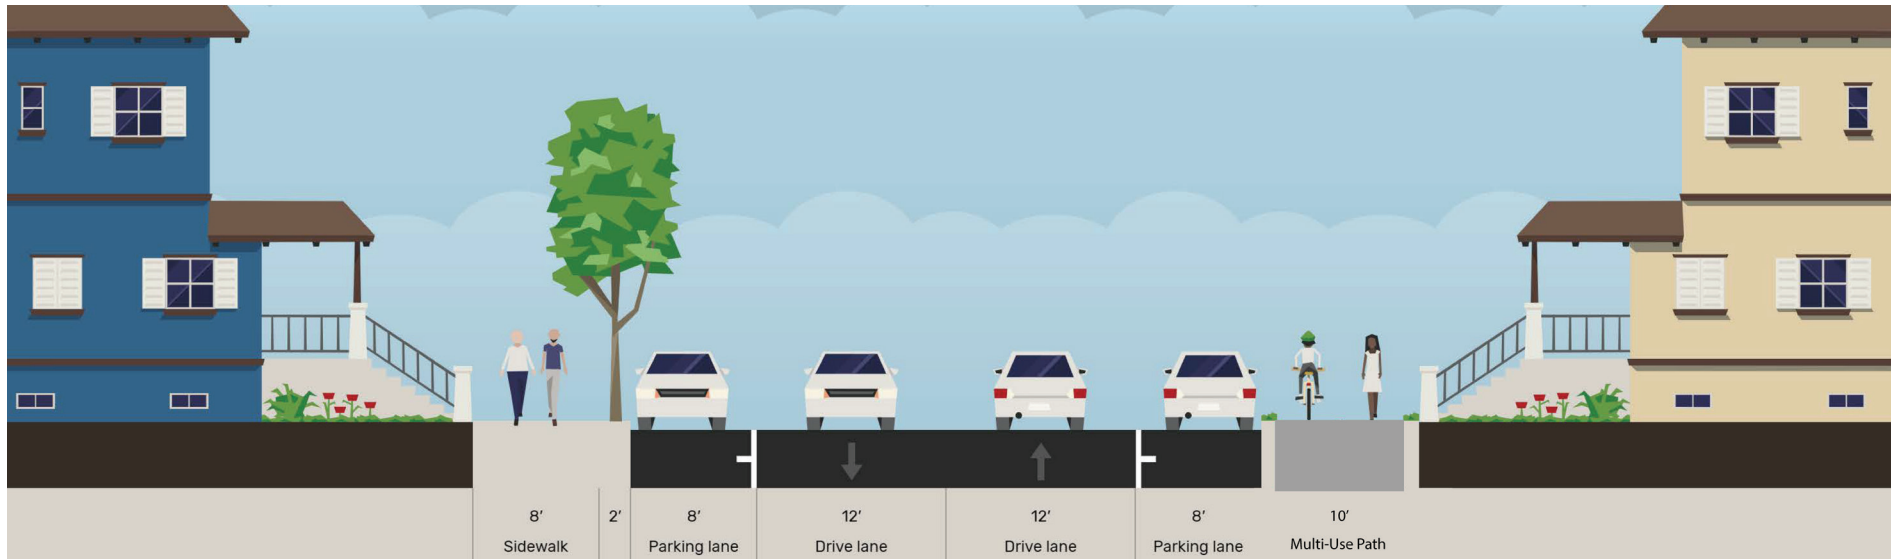 8′ 2′ 8′ 12′ 12′ 8′ 10′
Sidewalk Parking lane Drive lane Drive lane Parking lane Multi-Use Path